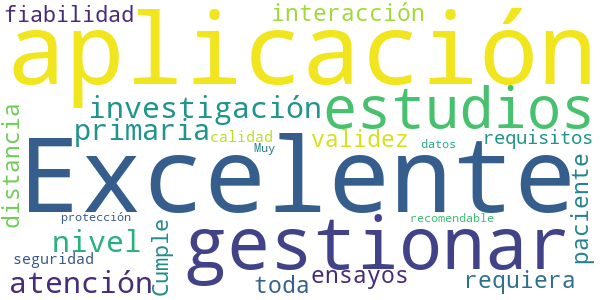 fiabilidad
interacción
aplicación
investigación
estudios
primaria
calidad
validez
requisitos
Muy
datos
distancia
Excelente
paciente
protección
recomendable
gestionar
nivel
Cumple
seguridad
atención
toda
ensayos
requiera